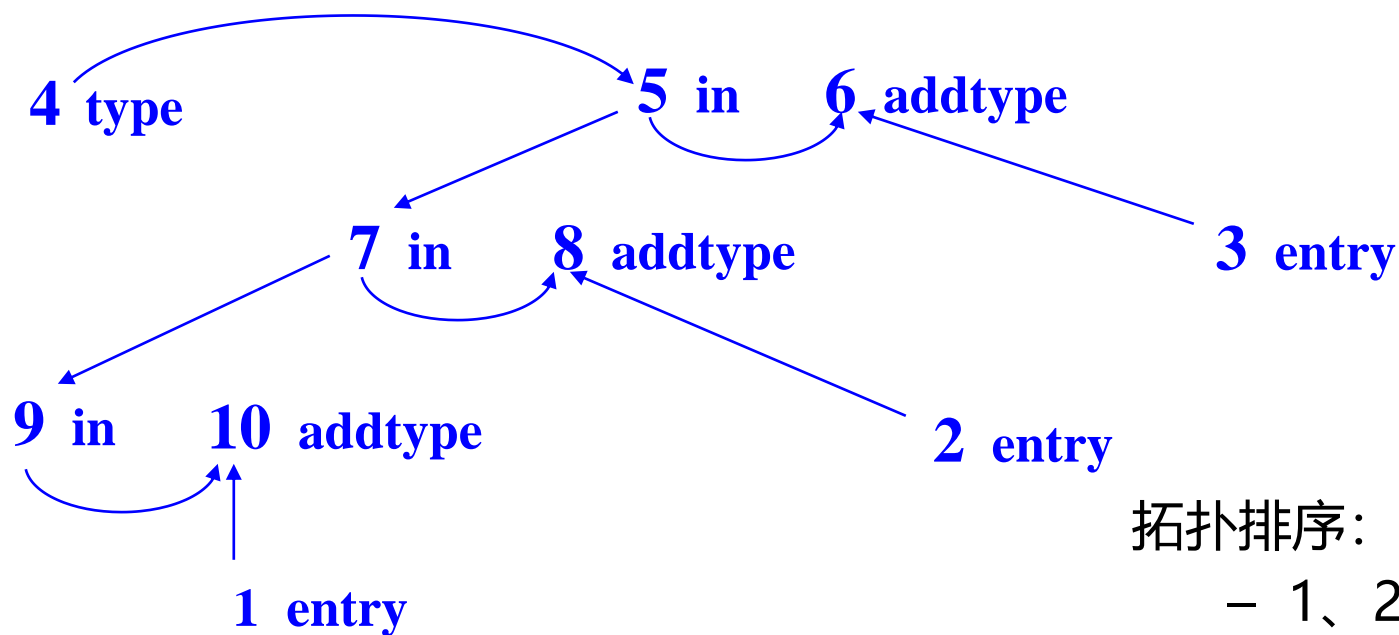 4 type
5 in
6 addtype
7 in
8 addtype
3 entry
9 in
10 addtype
2 entry
1 entry
拓扑排序：
– 1、2